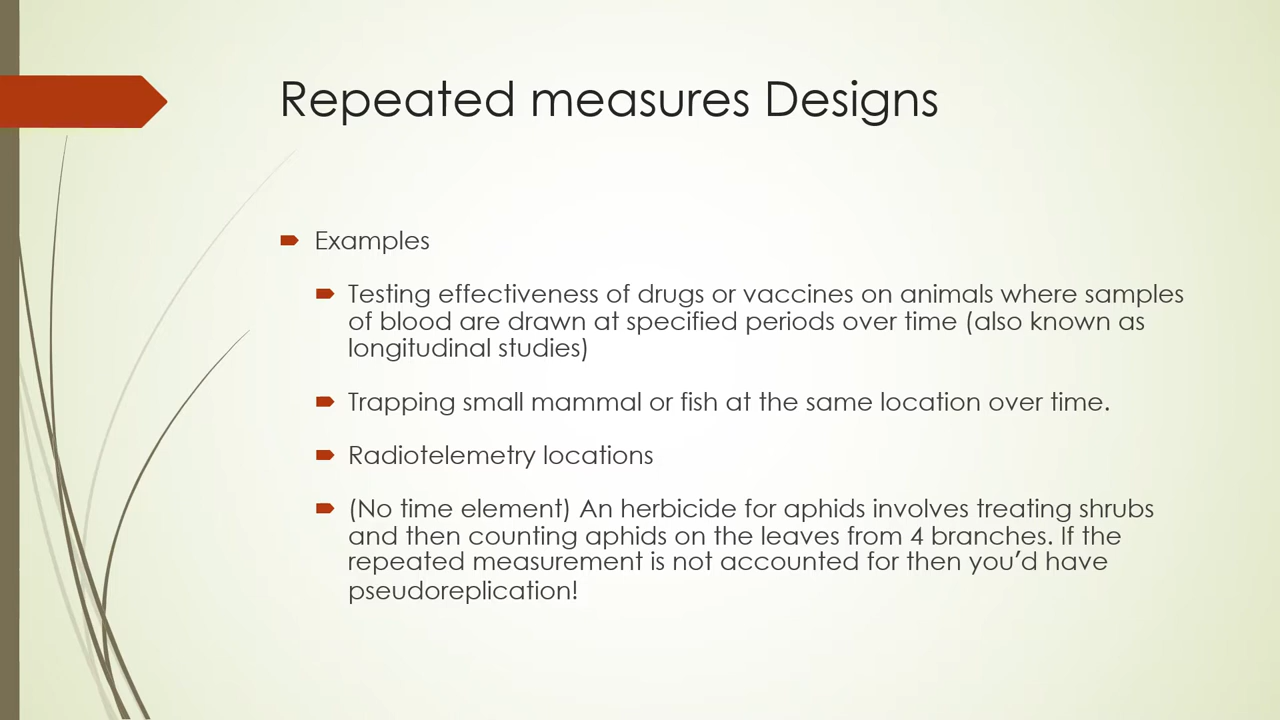 Repeated measures Designs
Examples
Testing effectiveness of drugs or vaccines on animals where samples
of blood are drawn at specified periods over time (also known as
longitudinal studies)
Trapping small mammal or fish at the same location over time.
Radiotelemetry locations
(No time element) An herbicide for aphids involves treating shrubs
and then counting aphids on the leaves from 4 branches. If the
repeated measurement is not accounted for then you’d have
pseudoreplication!